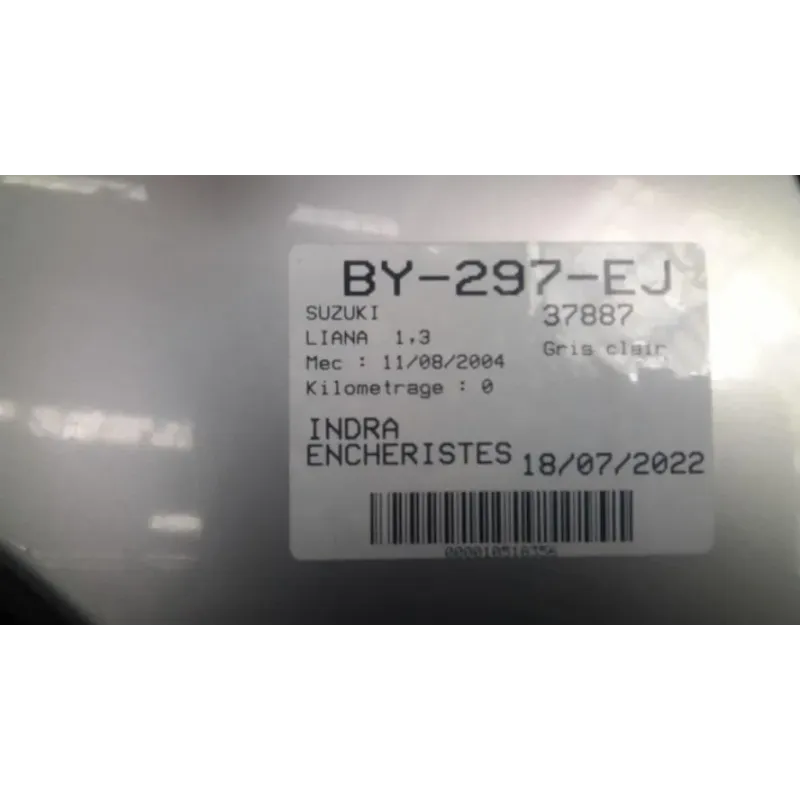 BY-297-EJ
SUZUKI 37887
LIANA 1,3 Gris clair
Mec : 11/08/2004
Kilometrage : 0
INDRA
ENCHERISTES 18/07/2022